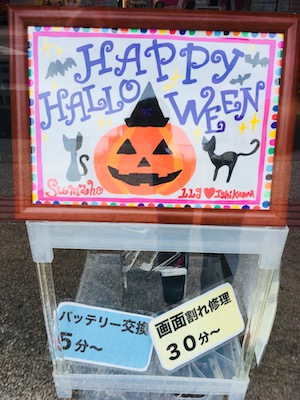 HAPPY
HALLOWEEN
Sumaho
Lly♥Ishikawa
バッテリー交換
5分～
画面割れ修理
30分～